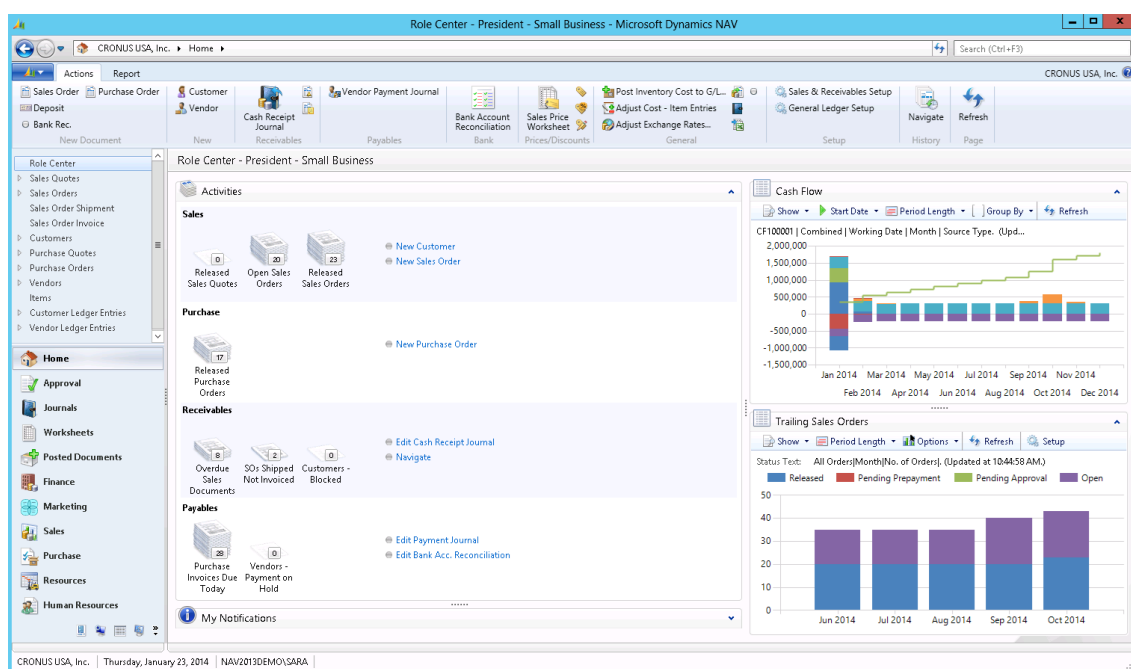 Role Center - President - Small Business - Microsoft Dynamics NAV
CRONUS USA, Inc. Home
Search (Ctrl+F3)
Actions Report
CRONUS USA, Inc.
Sales Order Purchase Order
Deposit
Bank Rec.
New Document
Customer
Vendor
New
Cash Receipt
Journal
Receivables
Vendor Payment Journal
Payables
Bank Account
Reconciliation
Bank
Sales Price
Worksheet
Prices/Discounts
Post Inventory Cost to G/L...
Adjust Cost - Item Entries
Adjust Exchange Rates...
General
Sales & Receivables Setup
General Ledger Setup
Setup
Navigate
History
Refresh
Page
Role Center
Sales Quotes
Sales Orders
Sales Order Shipment
Sales Order Invoice
Customers
Purchase Quotes
Purchase Orders
Vendors
Items
Customer Ledger Entries
Vendor Ledger Entries
Home
Approval
Journals
Worksheets
Posted Documents
Finance
Marketing
Sales
Purchase
Resources
Human Resources
Role Center - President - Small Business
Activities
Sales
0
Released
Sales Quotes
20
Open Sales
Orders
23
Released
Sales Orders
New Customer
New Sales Order
Purchase
17
Released
Purchase
Orders
New Purchase Order
Receivables
8
Overdue
Sales
Documents
2
SOs Shipped
Not Invoiced
0
Customers -
Blocked
Edit Cash Receipt Journal
Navigate
Payables
28
Purchase
Invoices Due
Today
0
Vendors -
Payment on
Hold
Edit Payment Journal
Edit Bank Acc. Reconciliation
My Notifications
Cash Flow
Show Start Date Period Length Group By Refresh
CF100001 | Combined | Working Date | Month | Source Type. (Upd...
2,000,000
1,500,000
1,000,000
500,000
0
-500,000
-1,000,000
-1,500,000
Jan 2014 Mar 2014 May 2014 Jul 2014 Sep 2014 Nov 2014
Feb 2014 Apr 2014 Jun 2014 Aug 2014 Oct 2014 Dec 2014
Trailing Sales Orders
Show Period Length Options Refresh Setup
Status Text: All Orders|Month|No. of Orders|. (Updated at 10:44:58 AM.)
Released Pending Prepayment Pending Approval Open
50
40
30
20
10
0
Jun 2014 Jul 2014 Aug 2014 Sep 2014 Oct 2014
CRONUS USA, Inc. Thursday, January 23, 2014 NAV2013DEMO\SARA